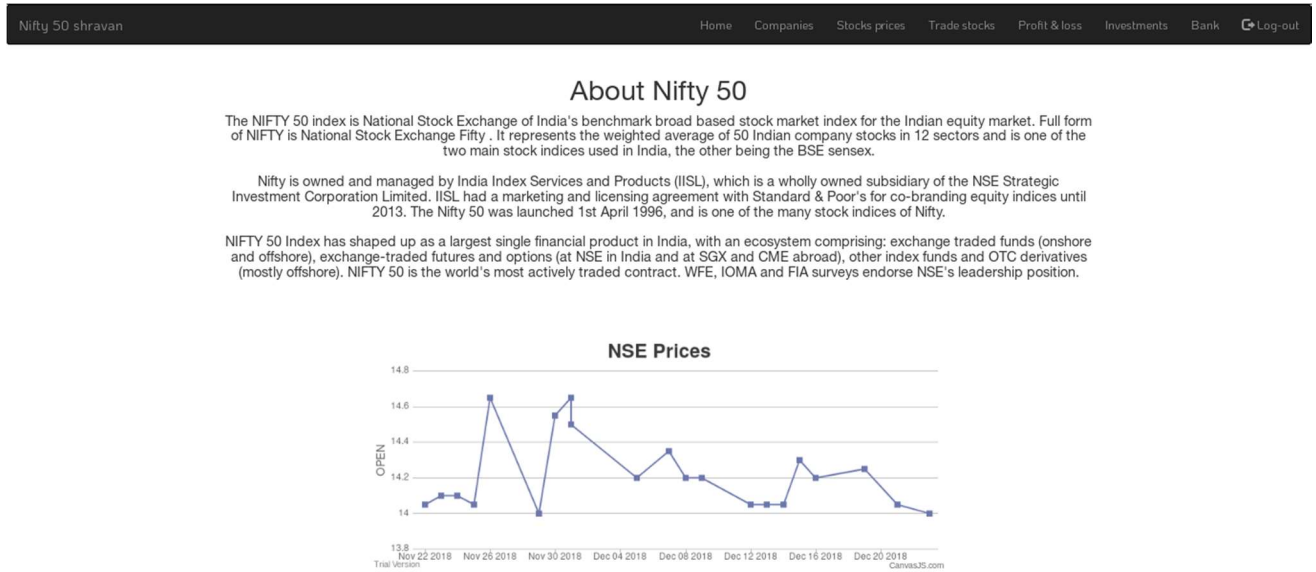 Nifty 50 shravan Home Companies Stocks prices Trade stocks Profit & loss Investments Bank Log-out
About Nifty 50
The NIFTY 50 index is National Stock Exchange of India's benchmark broad based stock market index for the Indian equity market. Full form
of NIFTY is National Stock Exchange Fifty . It represents the weighted average of 50 Indian company stocks in 12 sectors and is one of the
two main stock indices used in India, the other being the BSE sensex.
Nifty is owned and managed by India Index Services and Products (IISL), which is a wholly owned subsidiary of the NSE Strategic
Investment Corporation Limited. IISL had a marketing and licensing agreement with Standard & Poor's for co-branding equity indices until
2013. The Nifty 50 was launched 1st April 1996, and is one of the many stock indices of Nifty.
NIFTY 50 Index has shaped up as a largest single financial product in India, with an ecosystem comprising: exchange traded funds (onshore
and offshore), exchange-traded futures and options (at NSE in India and at SGX and CME abroad), other index funds and OTC derivatives
(mostly offshore). NIFTY 50 is the world's most actively traded contract. WFE, IOMA and FIA surveys endorse NSE's leadership position.
NSE Prices
14.8
14.6
14.4
OPEN
14.2
14
13.8
Nov 22 2018 Nov 26 2018 Nov 30 2018 Dec 04 2018 Dec 08 2018 Dec 12 2018 Dec 16 2018 Dec 20 2018
Trial Version CanvasJS.com